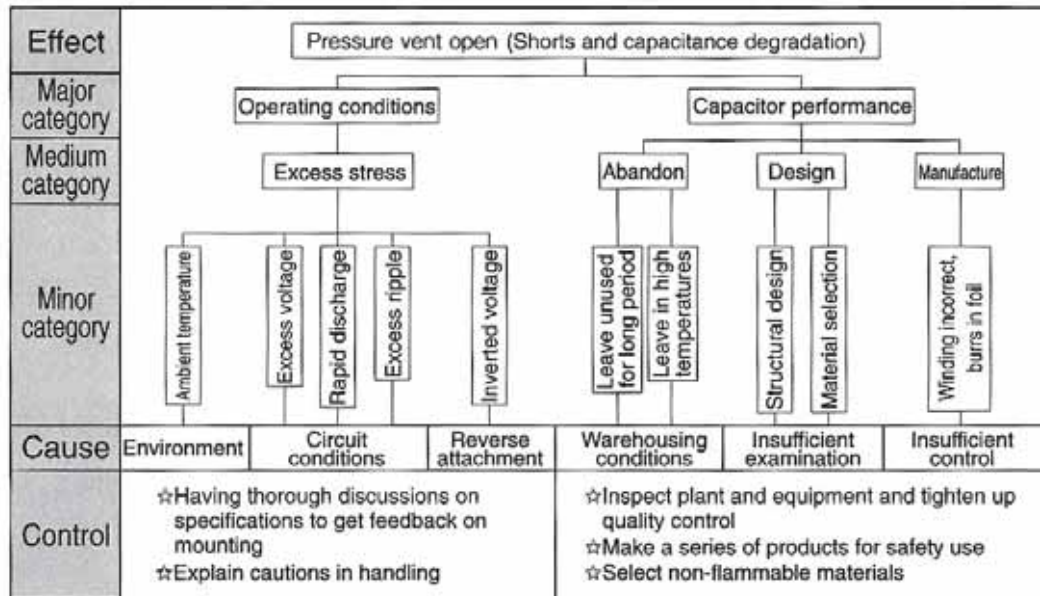 Effect
Pressure vent open (Shorts and capacitance degradation)
Major
category
Operating conditions
Capacitor performance
Medium
category
Excess stress
Abandon
Design
Manufacture
Minor
category
Ambient temperature
Excess voltage
Rapid discharge
Excess ripple
Inverted voltage
Leave unused
for long period
Leave in high
temperatures
Structural design
Material selection
Winding incorrect,
burrs in foil
Cause
Environment
Circuit
conditions
Reverse
attachment
Warehousing
conditions
Insufficient
examination
Insufficient
control
Control
☆Having thorough discussions on
specifications to get feedback on
mounting
☆Explain cautions in handling
☆Inspect plant and equipment and tighten up
quality control
☆Make a series of products for safety use
☆Select non-flammable materials